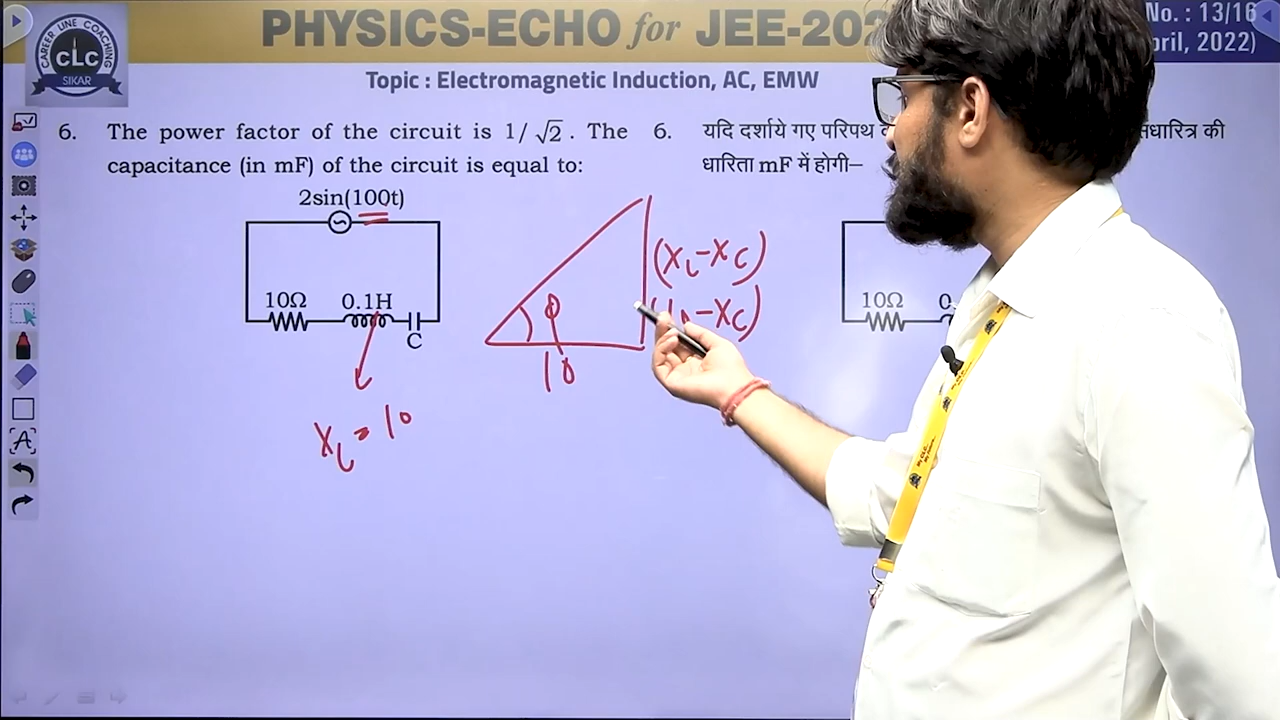 PHYSICS-ECHO for JEE-202
No. : 13/16
pril, 2022)
CAREER LINE COACHING
CLC
SIKAR
Topic : Electromagnetic Induction, AC, EMW
6. The power factor of the circuit is 1/√2. The
capacitance (in mF) of the circuit is equal to:
2sin(100t)
10Ω 0.1H
C
X_L = 10
ϕ
10
(X_L-X_C)
-X_C)
6. यदि दर्शाये गए परिपथ संधारित्र की
धारिता mF में होगी–
10Ω 0
A